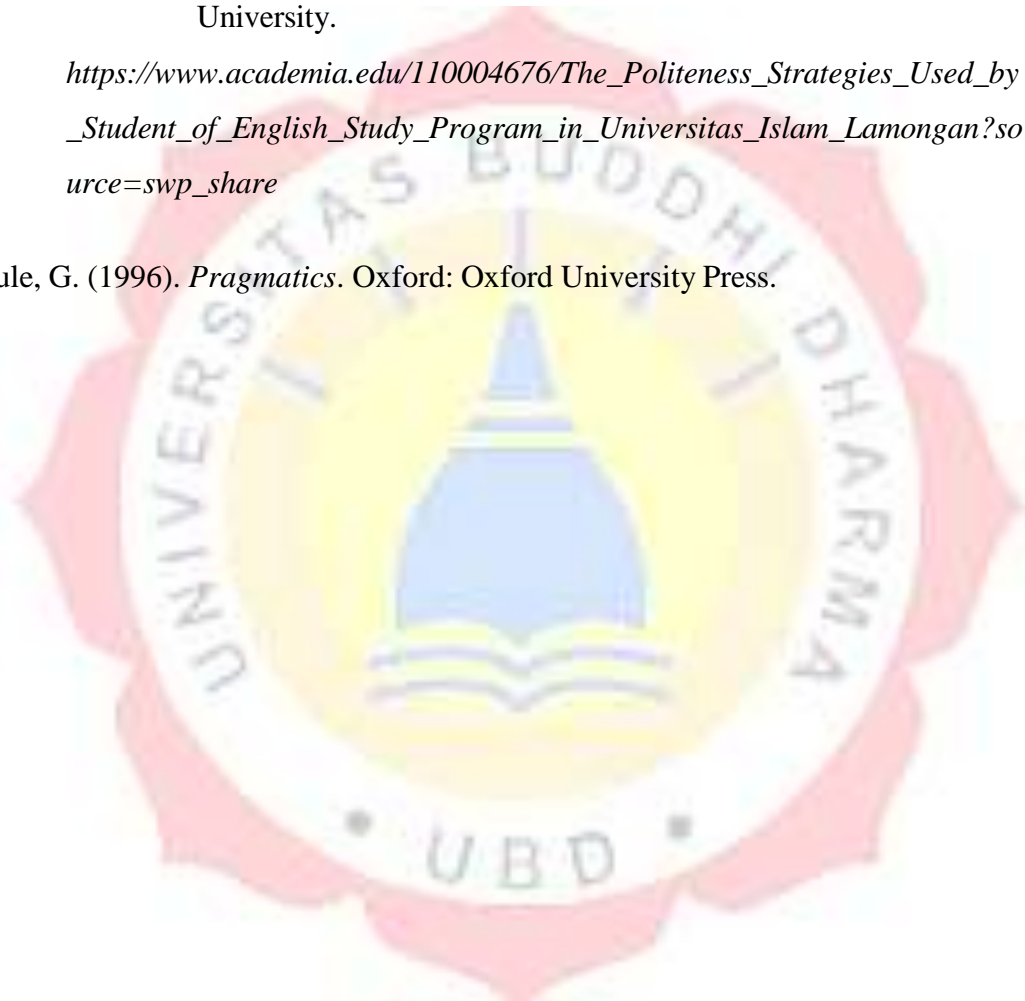 University.
https://www.academia.edu/110004676/The_Politeness_Strategies_Used_by
_Student_of_English_Study_Program_in_Universitas_Islam_Lamongan?so
urce=swp_share
ule, G. (1996). Pragmatics. Oxford: Oxford University Press.
UNIVERSITAS BUDDHI DHARMA
• UBD •